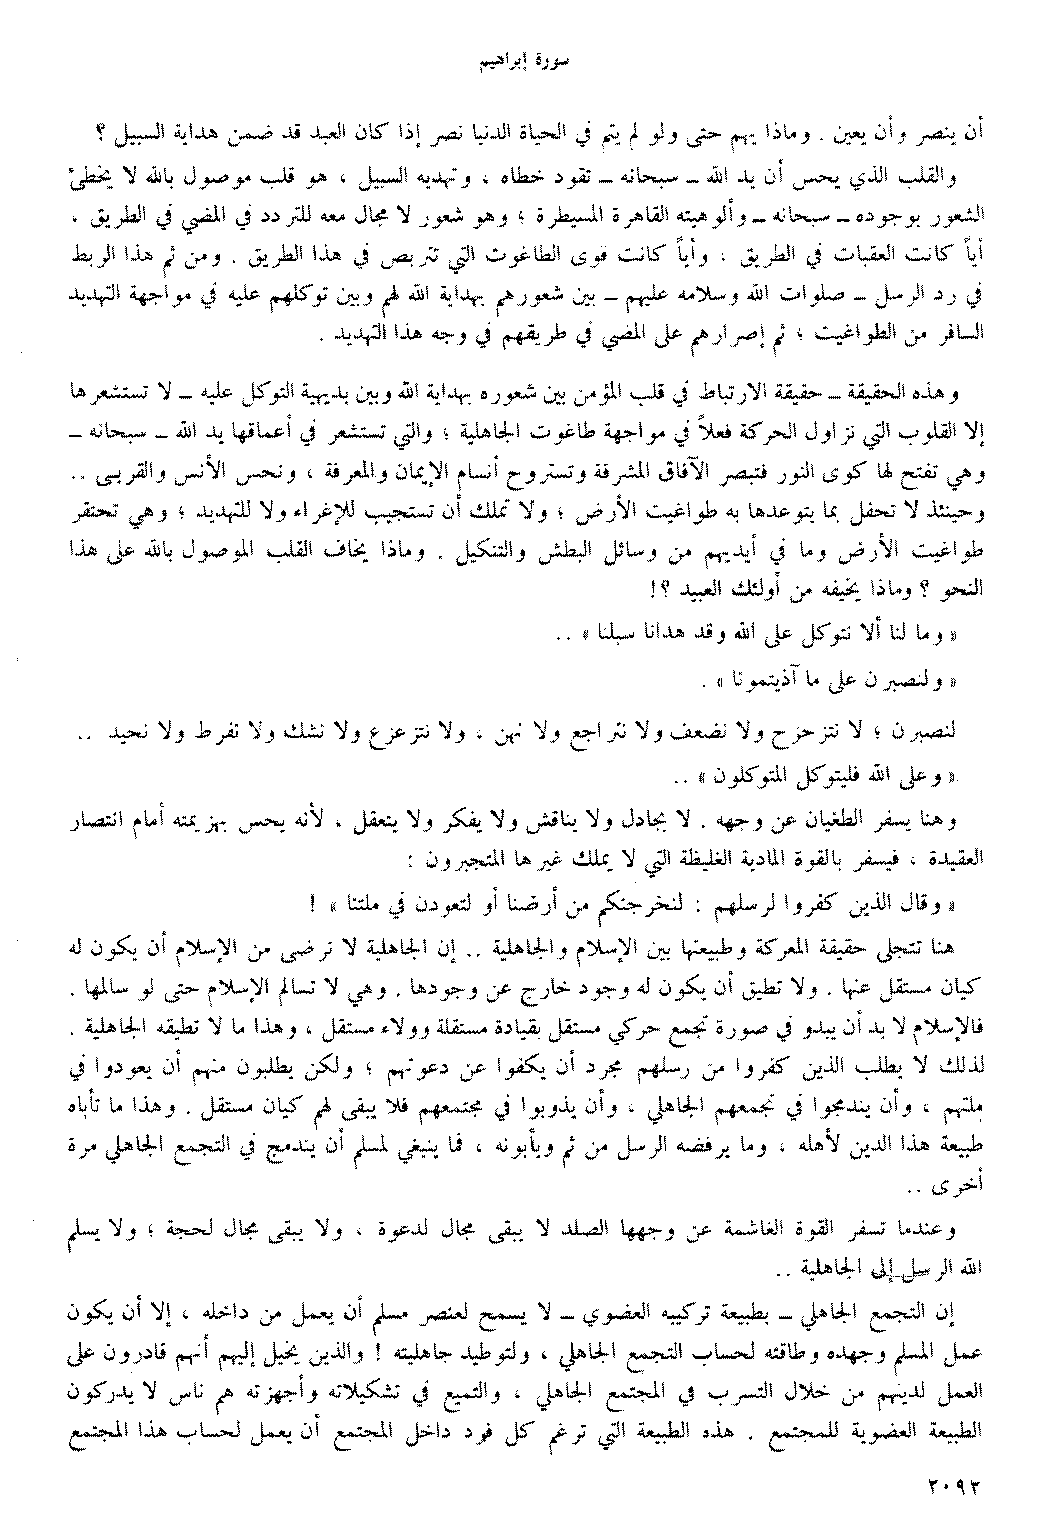 سورة إبراهيم
أن ينصر وأن يعين . وماذا يهم حتى ولو لم يتم في الحياة الدنيا نصر إذا كان العبد قد ضمن هداية السبيل ؟
والقلب الذي يحس أن يد الله – سبحانه – تقود خطاه ، وتهديه السبيل ، هو قلب موصول بالله لا يخطئ
الشعور بوجوده – سبحانه – وألوهيته القاهرة المسيطرة ؛ وهو شعور لا مجال معه للتردد في المضي في الطريق ،
أياً كانت العقبات في الطريق ، وأياً كانت قوى الطاغوت التي تتربص في هذا الطريق . ومن ثم هذا الربط
في رد الرسل – صلوات الله وسلامه عليهم – بين شعورهم بهداية الله لهم وبين توكلهم عليه في مواجهة التهديد
السافر من الطواغيت ؛ ثم إصرارهم على المضي في طريقهم في وجه هذا التهديد .
وهذه الحقيقة – حقيقة الارتباط في قلب المؤمن بين شعوره بهداية الله وبين بديهية التوكل عليه – لا تستشعرها
إلا القلوب التي تزاول الحركة فعلاً في مواجهة طاغوت الجاهلية ؛ والتي تستشعر في أعماقها يد الله – سبحانه –
وهي تفتح لها كوى النور فتبصر الآفاق المشرقة وتستروح أنسام الإيمان والمعرفة ، وتحس الأنس والقربى ..
وحينئذ لا تحفل بما يتوعدها به طواغيت الأرض ؛ ولا تملك أن تستجيب للإغراء ولا للتهديد ؛ وهي تحتقر
طواغيت الأرض وما في أيديهم من وسائل البطش والتنكيل . وماذا يخاف القلب الموصول بالله على هذا
النحو ؟ وماذا يخيفه من أولئك العبيد ؟!
« وما لنا ألا نتوكل على الله وقد هدانا سبلنا » ..
« ولنصبرن على ما آذيتمونا » .
لنصبرن ؛ لا نتزحزح ولا نضعف ولا نتراجع ولا نهن ، ولا نتزعزع ولا نشك ولا نفرط ولا نحيد ..
« وعلى الله فليتوكل المتوكلون » ..
وهنا يسفر الطغيان عن وجهه . لا يجادل ولا يناقش ولا يفكر ولا يتعقل ، لأنه يحس بهزيمته أمام انتصار
العقيدة ، فيسفر بالقوة المادية الغليظة التي لا يملك غيرها المتجبرون :
« وقال الذين كفروا لرسلهم : لنخرجنكم من أرضنا أو لتعودن في ملتنا » !
هنا تتجلى حقيقة المعركة وطبيعتها بين الإسلام والجاهلية .. إن الجاهلية لا ترضى من الإسلام أن يكون له
كيان مستقل عنها . ولا تطيق أن يكون له وجود خارج عن وجودها . وهي لا تسالم الإسلام حتى لو سالمها .
فالإسلام لا بد أن يبدو في صورة تجمع حركي مستقل بقيادة مستقلة وولاء مستقل ، وهذا ما لا تطيقه الجاهلية .
لذلك لا يطلب الذين كفروا من رسلهم مجرد أن يكفوا عن دعوتهم ؛ ولكن يطلبون منهم أن يعودوا في
ملتهم ، وأن يندمجوا في تجمعهم الجاهلي ، وأن يذوبوا في مجتمعهم فلا يبقى لهم كيان مستقل . وهذا ما تأباه
طبيعة هذا الدين لأهله ، وما يرفضه الرسل من ثم ويأبونه ، فما ينبغي لمسلم أن يندمج في التجمع الجاهلي مرة
أخرى ..
وعندما تسفر القوة الغاشمة عن وجهها الصلد لا يبقى مجال لدعوة ، ولا يبقى مجال لحجة ؛ ولا يسلم
الله الرسل إلى الجاهلية ..
إن التجمع الجاهلي – بطبيعة تركيبه العضوي – لا يسمح لعنصر مسلم أن يعمل من داخله ، إلا أن يكون
عمل المسلم وجهده وطاقته لحساب التجمع الجاهلي ، ولتوطيد جاهليته ! والذين يخيل إليهم أنهم قادرون على
العمل لدينهم من خلال التسرب في المجتمع الجاهلي ، والتميع في تشكيلاته وأجهزته هم ناس لا يدركون
الطبيعة العضوية للمجتمع . هذه الطبيعة التي ترغم كل فرد داخل المجتمع أن يعمل لحساب هذا المجتمع
٢٠٩٣